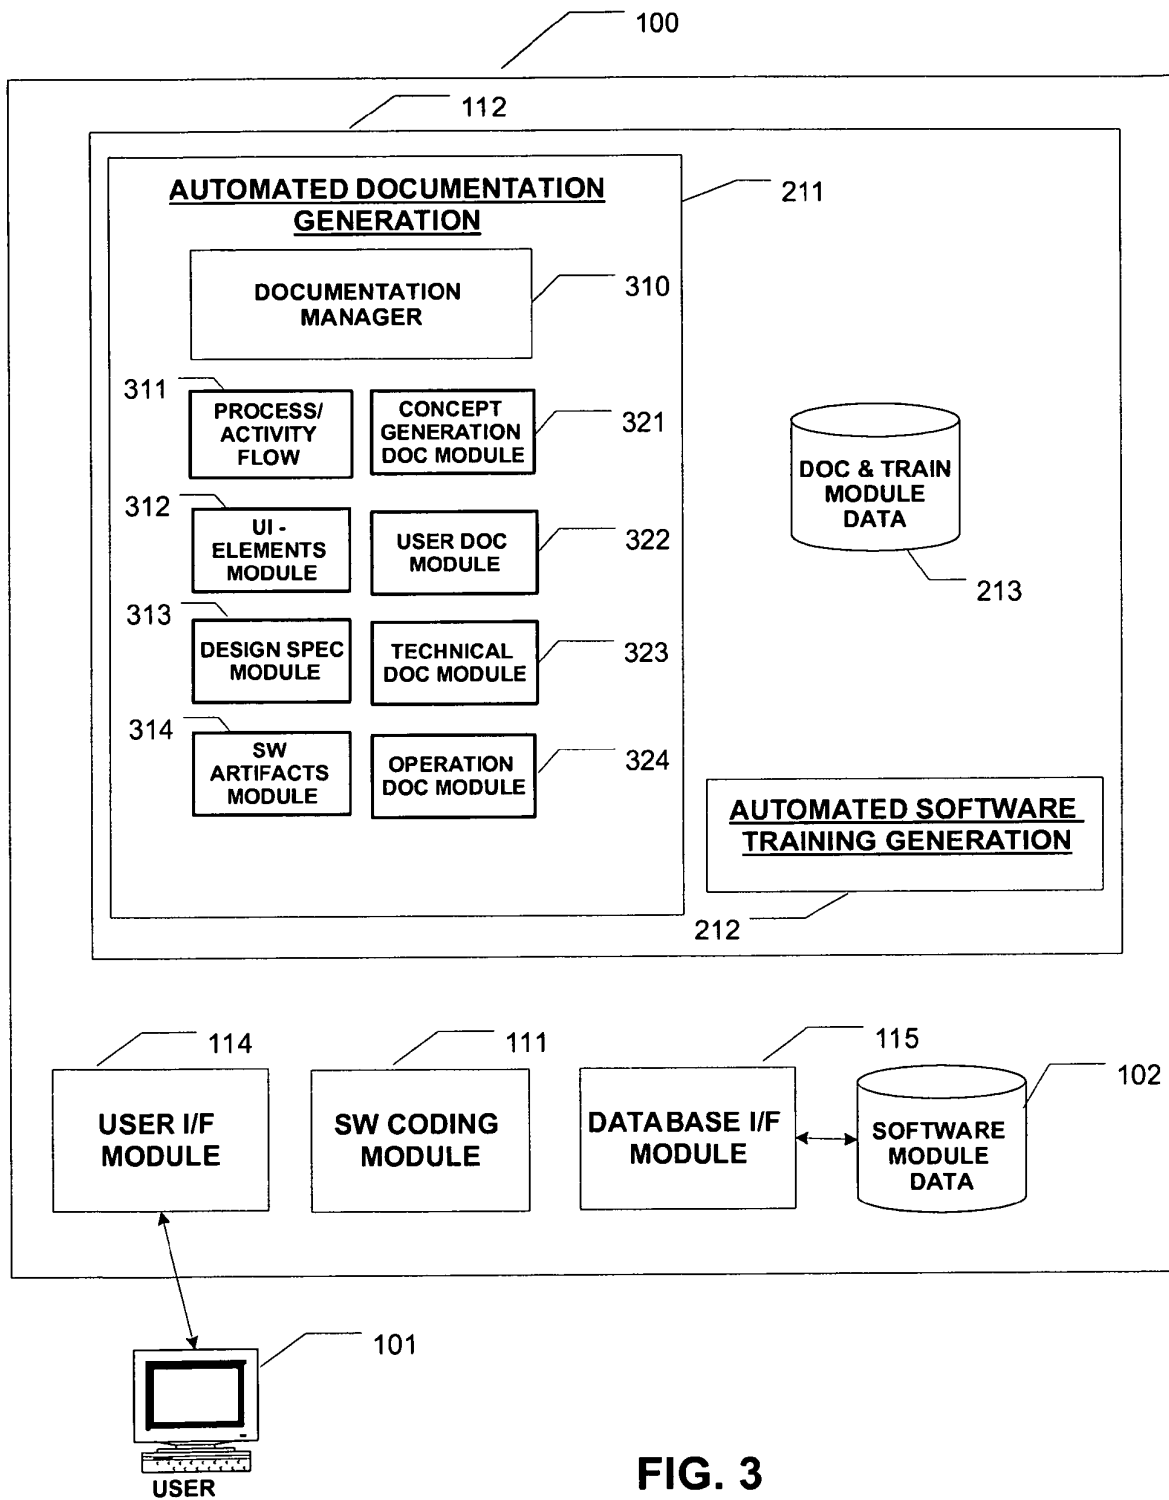 100
112
AUTOMATED DOCUMENTATION
GENERATION
211
DOCUMENTATION
MANAGER
310
311
PROCESS/
ACTIVITY
FLOW
CONCEPT
GENERATION
DOC MODULE
321
312
UI -
ELEMENTS
MODULE
USER DOC
MODULE
322
313
DESIGN SPEC
MODULE
TECHNICAL
DOC MODULE
323
314
SW
ARTIFACTS
MODULE
OPERATION
DOC MODULE
324
DOC & TRAIN
MODULE
DATA
213
AUTOMATED SOFTWARE
TRAINING GENERATION
212
114
USER I/F
MODULE
111
SW CODING
MODULE
115
DATABASE I/F
MODULE
102
SOFTWARE
MODULE
DATA
101
USER
FIG. 3